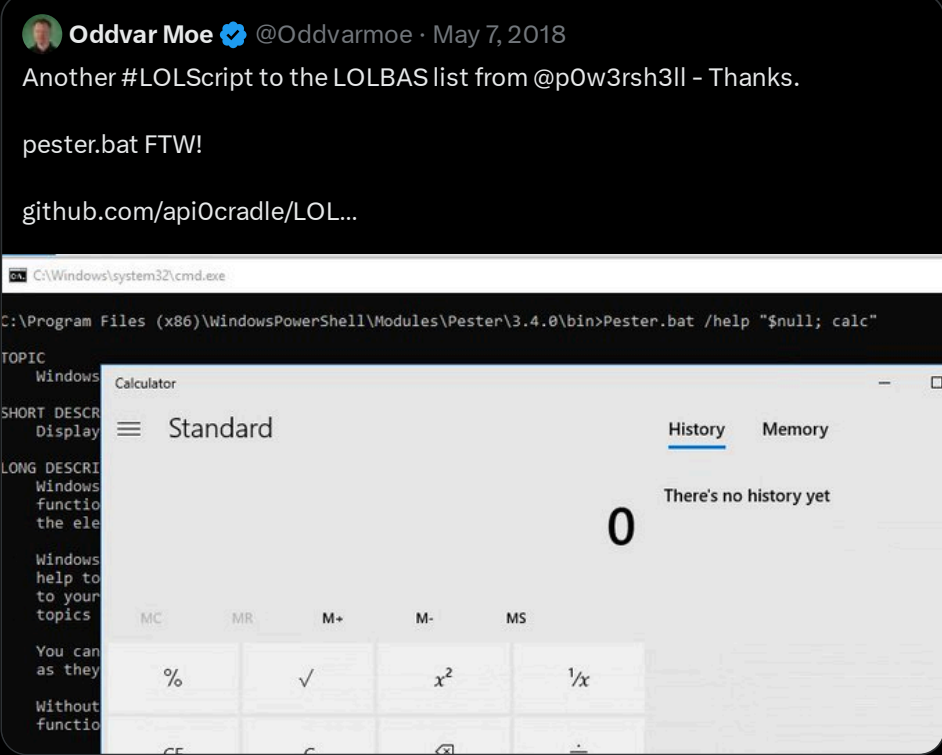 Oddvar Moe @Oddvarmoe · May 7, 2018
Another #LOLScript to the LOLBAS list from @p0w3rsh3ll - Thanks.
pester.bat FTW!
github.com/api0cradle/LOL...
C:\Windows\system32\cmd.exe
C:\Program Files (x86)\WindowsPowerShell\Modules\Pester\3.4.0\bin>Pester.bat /help "$null; calc"
TOPIC
Windows
SHORT DESCR
Display
LONG DESCRI
Windows
functio
the ele
Windows
help to
to your
topics
You can
as they
Without
functio
Calculator
Standard
History Memory
There's no history yet
0
MC MR M+ M- MS
% √ x² ¹/x
CE C ÷